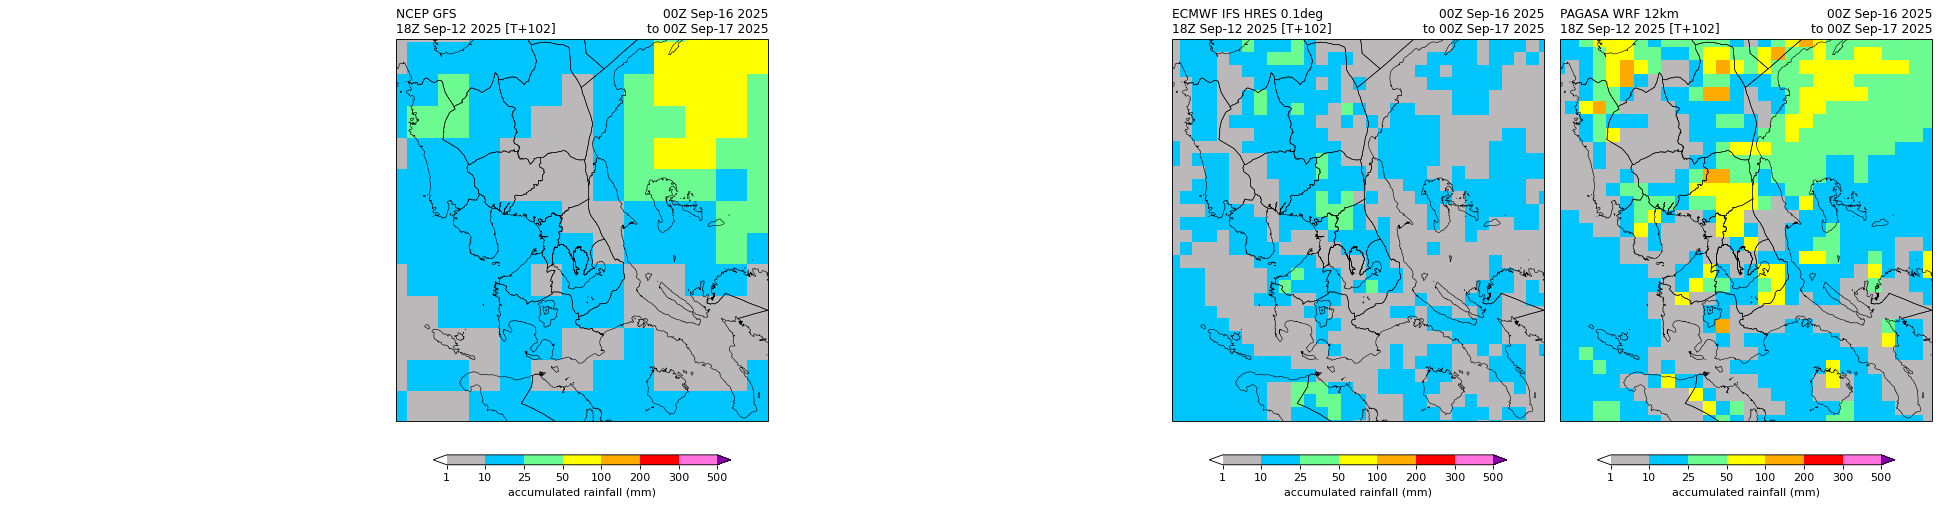 NCEP GFS 00Z Sep-16 2025
18Z Sep-12 2025 [T+102] to 00Z Sep-17 2025
1 10 25 50 100 200 300 500
accumulated rainfall (mm)
ECMWF IFS HRES 0.1deg 00Z Sep-16 2025
18Z Sep-12 2025 [T+102] to 00Z Sep-17 2025
1 10 25 50 100 200 300 500
accumulated rainfall (mm)
PAGASA WRF 12km 00Z Sep-16 2025
18Z Sep-12 2025 [T+102] to 00Z Sep-17 2025
1 10 25 50 100 200 300 500
accumulated rainfall (mm)